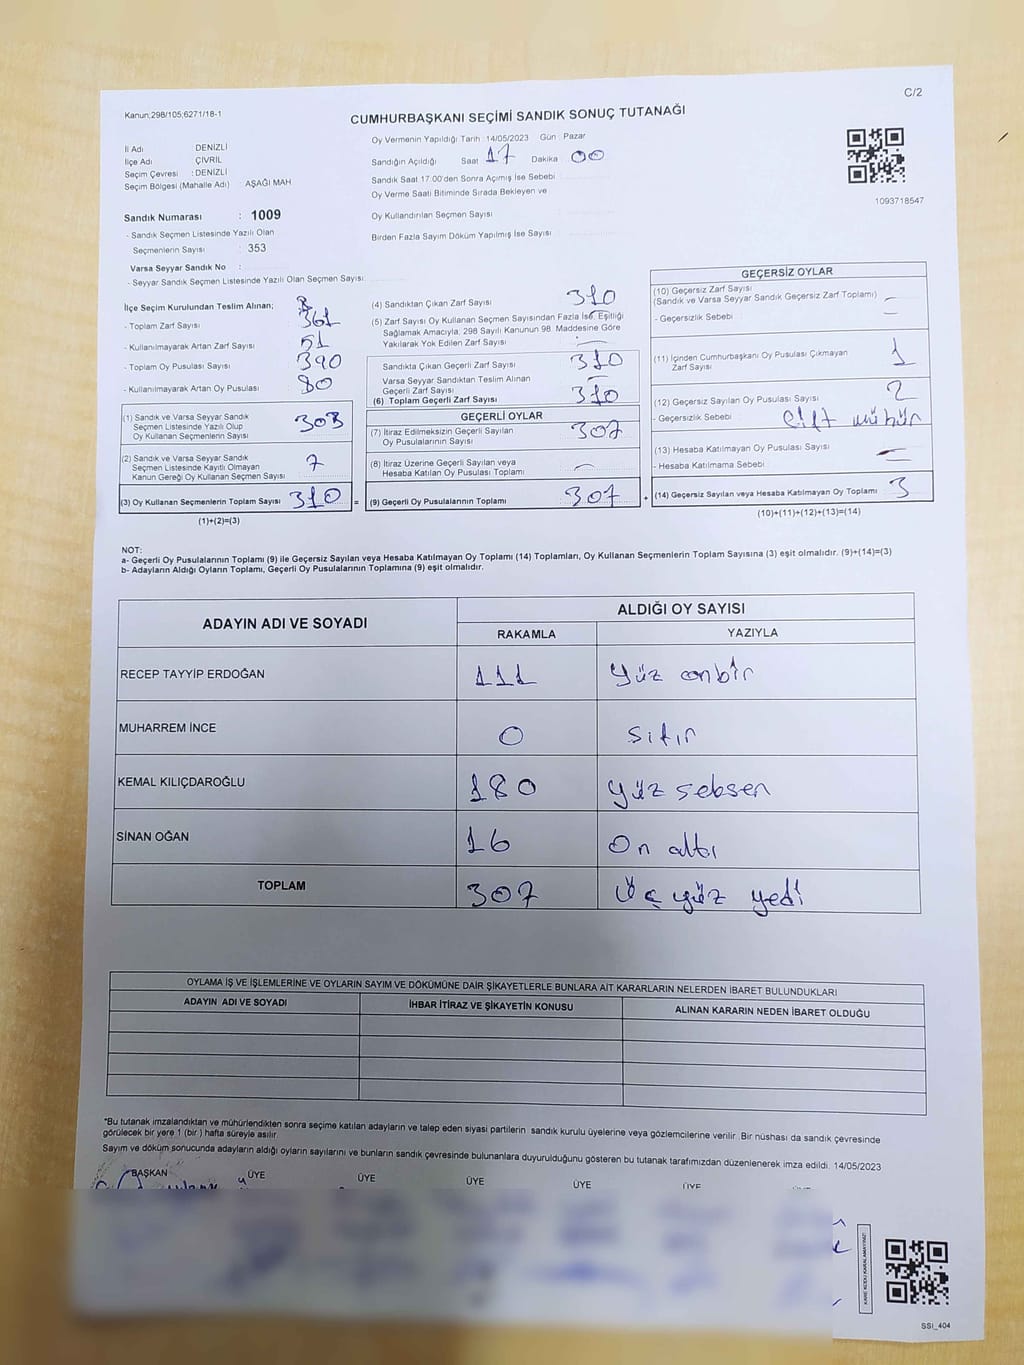 Kanun;298/105;6271/18-1
C/2
CUMHURBAŞKANI SEÇİMİ SANDIK SONUÇ TUTANAĞI
İl Adı : DENİZLİ
İlçe Adı : ÇİVRİL
Seçim Çevresi : DENİZLİ
Seçim Bölgesi (Mahalle Adı) : AŞAĞI MAH
Sandık Numarası : 1009
- Sandık Seçmen Listesinde Yazılı Olan
Seçmenlerin Sayısı : 353
Varsa Seyyar Sandık No :
- Seyyar Sandık Seçmen Listesinde Yazılı Olan Seçmen Sayısı:
Oy Vermenin Yapıldığı Tarih :14/05/2023 Gün : Pazar
Sandığın Açıldığı Saat 17 Dakika 00
Sandık Saat 17:00'den Sonra Açımış İse Sebebi
Oy Verme Saati Bitiminde Sırada Bekleyen ve
Oy Kullandırılan Seçmen Sayısı
Birden Fazla Sayım Döküm Yapılmış İse Sayısı
1093718547
İlçe Seçim Kurulundan Teslim Alınan;
- Toplam Zarf Sayısı 361
- Kullanılmayarak Artan Zarf Sayısı 51
- Toplam Oy Pusulası Sayısı 390
- Kullanılmayarak Artan Oy Pusulası 80
(1) Sandık ve Varsa Seyyar Sandık
Seçmen Listesinde Yazılı Olup
Oy Kullanan Seçmenlerin Sayısı 303
(2) Sandık ve Varsa Seyyar Sandık
Seçmen Listesinde Kayıtlı Olmayan
Kanun Gereği Oy Kullanan Seçmen Sayısı 7
(3) Oy Kullanan Seçmenlerin Toplam Sayısı 310 =
(1)+(2)=(3)
(4) Sandıktan Çıkan Zarf Sayısı 310
(5) Zarf Sayısı Oy Kullanan Seçmen Sayısından Fazla İse, Eşitliği
Sağlamak Amacıyla; 298 Sayılı Kanunun 98. Maddesine Göre
Yakılarak Yok Edilen Zarf Sayısı —
Sandıkta Çıkan Geçerli Zarf Sayısı 310
Varsa Seyyar Sandıktan Teslim Alınan
Geçerli Zarf Sayısı —
(6) Toplam Geçerli Zarf Sayısı 310
GEÇERLİ OYLAR
(7) İtiraz Edilmeksizin Geçerli Sayılan
Oy Pusulalarının Sayısı 307
(8) İtiraz Üzerine Geçerli Sayılan veya
Hesaba Katılan Oy Pusulası Toplamı —
(9) Geçerli Oy Pusulalarının Toplamı 307 +
GEÇERSİZ OYLAR
(10) Geçersiz Zarf Sayısı
(Sandık ve Varsa Seyyar Sandık Geçersiz Zarf Toplamı) —
- Geçersizlik Sebebi : —
(11) İçinden Cumhurbaşkanı Oy Pusulası Çıkmayan
Zarf Sayısı 1
(12) Geçersiz Sayılan Oy Pusulası Sayısı 2
- Geçersizlik Sebebi : çift mühür
(13) Hesaba Katılmayan Oy Pusulası Sayısı —
- Hesaba Katılmama Sebebi : —
(14) Geçersiz Sayılan veya Hesaba Katılmayan Oy Toplamı 3
(10)+(11)+(12)+(13)=(14)
NOT:
a- Geçerli Oy Pusulalarının Toplamı (9) ile Geçersiz Sayılan veya Hesaba Katılmayan Oy Toplamı (14) Toplamları, Oy Kullanan Seçmenlerin Toplam Sayısına (3) eşit olmalıdır. (9)+(14)=(3)
b- Adayların Aldığı Oyların Toplamı, Geçerli Oy Pusulalarının Toplamına (9) eşit olmalıdır.
ADAYIN ADI VE SOYADI
ALDIĞI OY SAYISI
RAKAMLA YAZIYLA
RECEP TAYYİP ERDOĞAN 111 Yüz onbir
MUHARREM İNCE 0 Sıfır
KEMAL KILIÇDAROĞLU 180 Yüz seksen
SİNAN OĞAN 16 On altı
TOPLAM 307 Üç yüz yedi
OYLAMA İŞ VE İŞLEMLERİNE VE OYLARIN SAYIM VE DÖKÜMÜNE DAİR ŞİKAYETLERLE BUNLARA AİT KARARLARIN NELERDEN İBARET BULUNDUKLARI
ADAYIN ADI VE SOYADI İHBAR İTİRAZ VE ŞİKAYETİN KONUSU ALINAN KARARIN NEDEN İBARET OLDUĞU
*Bu tutanak imzalandıktan ve mühürlendikten sonra seçime katılan adayların ve talep eden siyasi partilerin sandık kurulu üyelerine veya gözlemcilerine verilir. Bir nüshası da sandık çevresinde
görülecek bir yere 1 (bir ) hafta süreyle asılır.
Sayım ve döküm sonucunda adayların aldığı oyların sayılarını ve bunların sandık çevresinde bulunanlara duyurulduğunu gösteren bu tutanak tarafımızdan düzenlenerek imza edildi. 14/05/2023
BAŞKAN ÜYE ÜYE ÜYE ÜYE ÜYE
KARE KODU KARALAMAYINIZ!
SSI_404